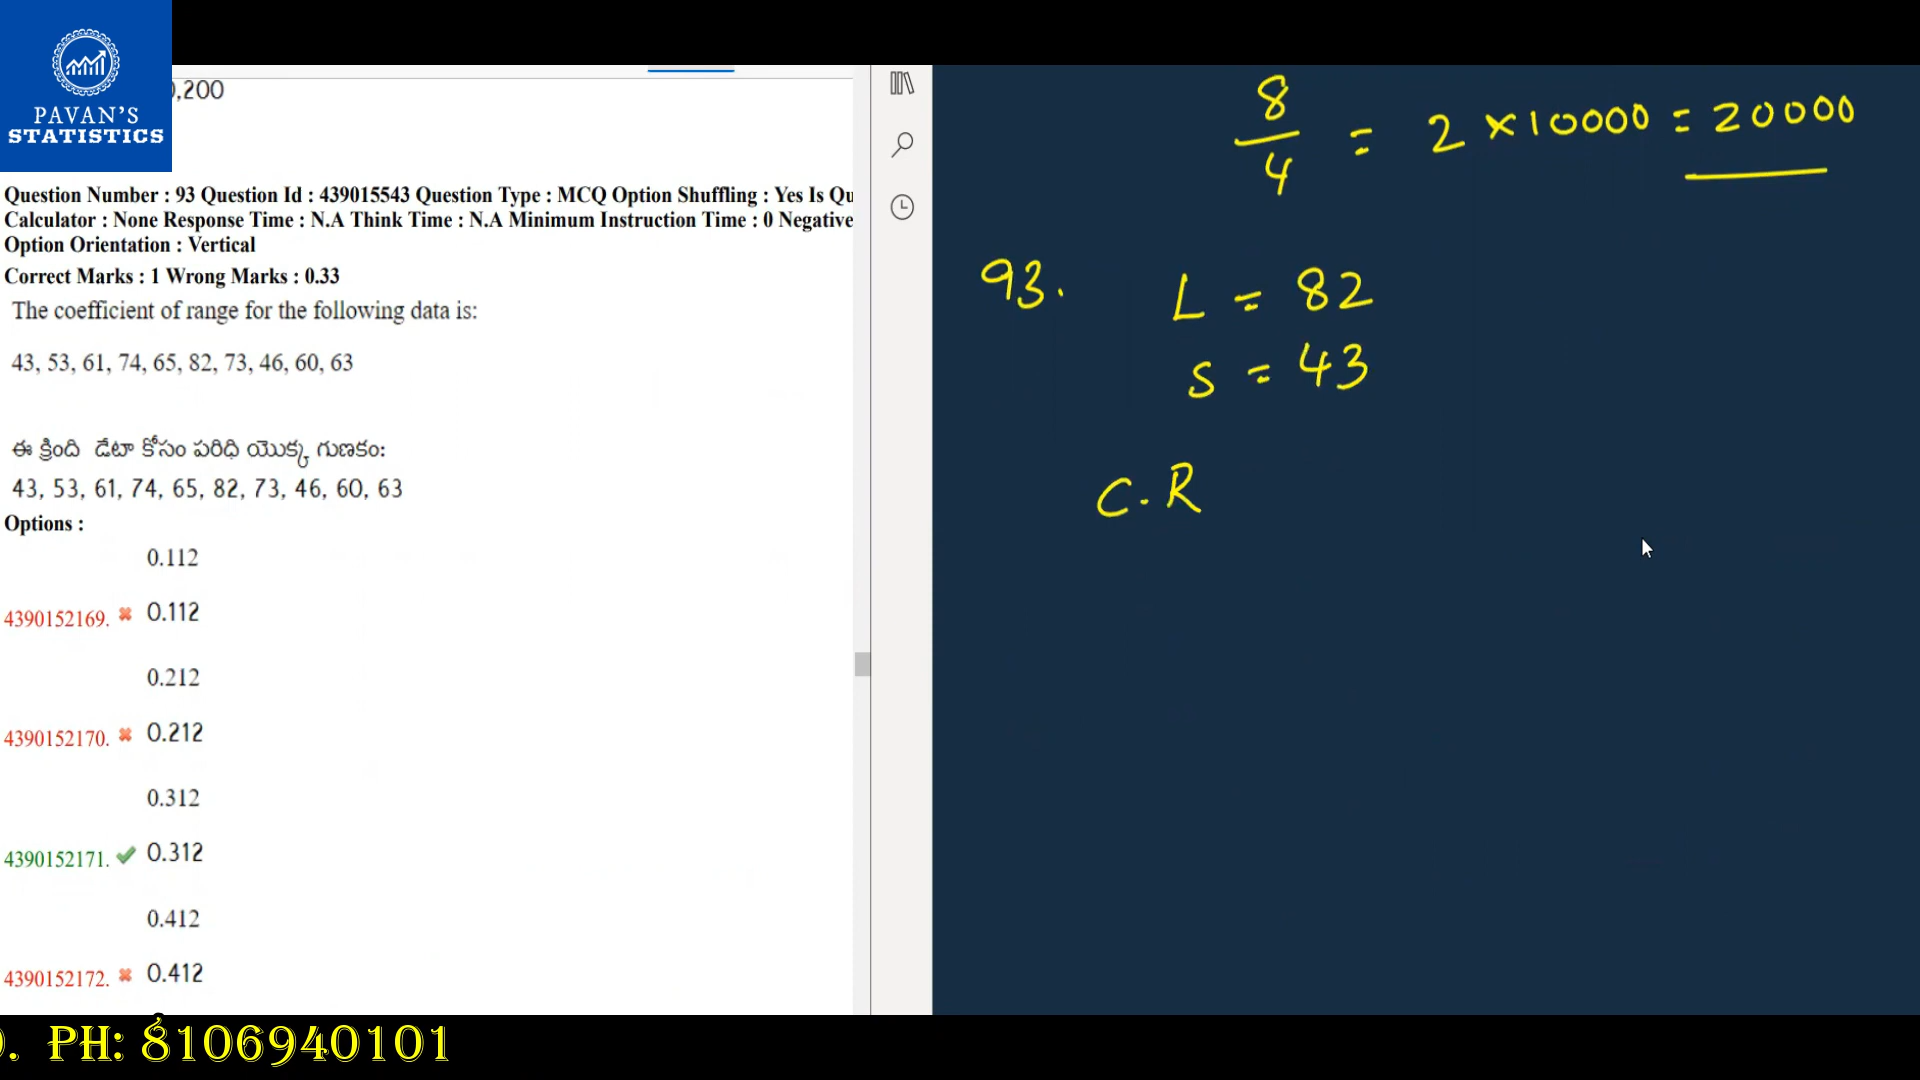 PAVAN'S
STATISTICS
,200
Question Number : 93 Question Id : 439015543 Question Type : MCQ Option Shuffling : Yes Is Qu
Calculator : None Response Time : N.A Think Time : N.A Minimum Instruction Time : 0 Negative
Option Orientation : Vertical
Correct Marks : 1 Wrong Marks : 0.33
The coefficient of range for the following data is:
43, 53, 61, 74, 65, 82, 73, 46, 60, 63
ఈ క్రింది డేటా కోసం పరిధి యొక్క గుణకం:
43, 53, 61, 74, 65, 82, 73, 46, 60, 63
Options :
0.112
4390152169. ✖ 0.112
0.212
4390152170. ✖ 0.212
0.312
4390152171. ✔ 0.312
0.412
4390152172. ✖ 0.412
8/4 = 2 × 10000 = 20000
93. L = 82
S = 43
C.R
0. PH: 8106940101